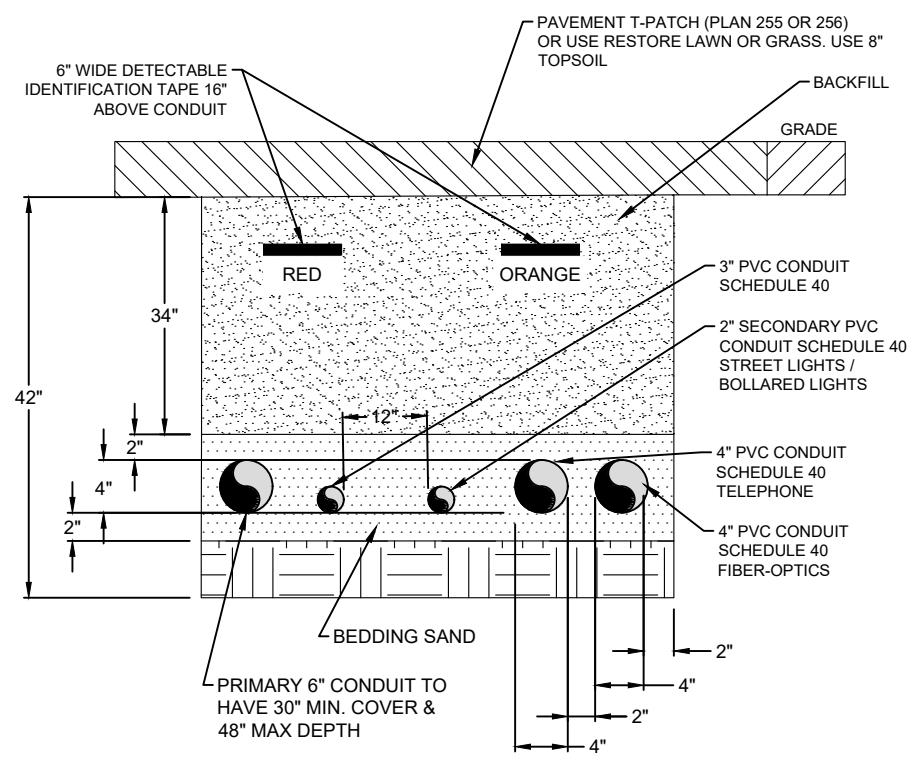 PAVEMENT T-PATCH (PLAN 255 OR 256)
OR USE RESTORE LAWN OR GRASS. USE 8"
TOPSOIL
6" WIDE DETECTABLE
IDENTIFICATION TAPE 16"
ABOVE CONDUIT
BACKFILL
GRADE
RED
ORANGE
3" PVC CONDUIT
SCHEDULE 40
34"
2" SECONDARY PVC
CONDUIT SCHEDULE 40
STREET LIGHTS /
BOLLARED LIGHTS
42"
12"
2"
4"
2"
4" PVC CONDUIT
SCHEDULE 40
TELEPHONE
4" PVC CONDUIT
SCHEDULE 40
FIBER-OPTICS
BEDDING SAND
PRIMARY 6" CONDUIT TO
HAVE 30" MIN. COVER &
48" MAX DEPTH
2"
4"
2"
4"